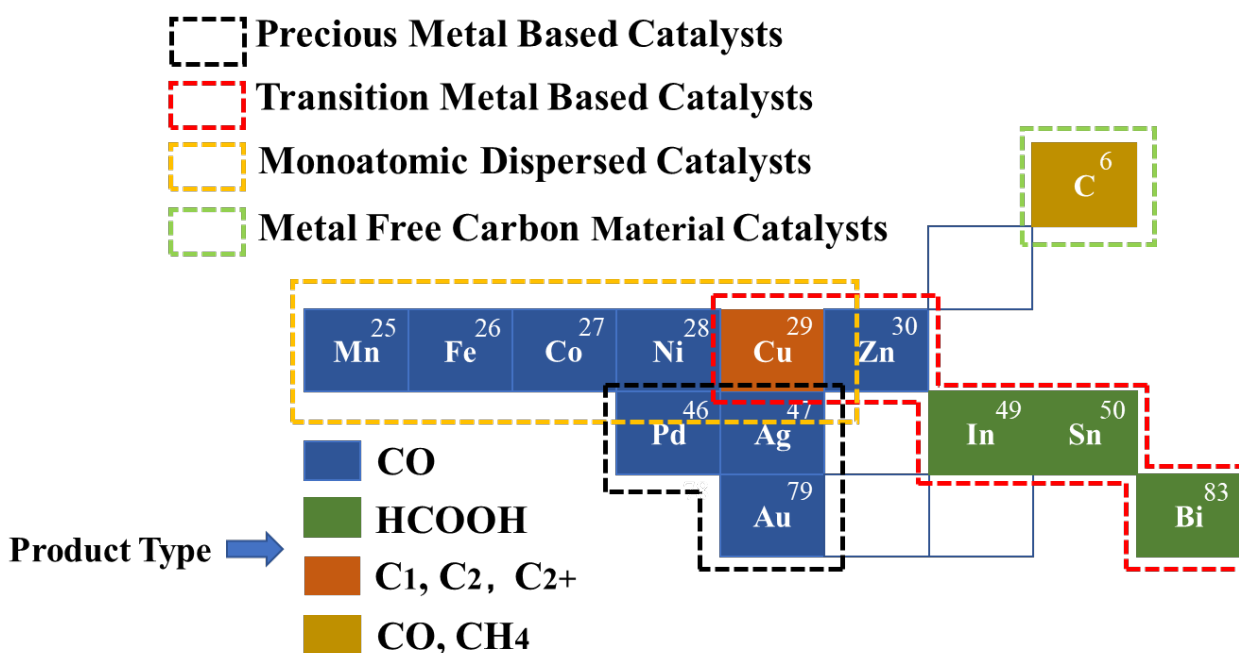 Precious Metal Based Catalysts
Transition Metal Based Catalysts
Monoatomic Dispersed Catalysts
Metal Free Carbon Material Catalysts
6
C
25 26 27 28 29 30
Mn Fe Co Ni Cu Zn
46 47 49 50
Pd Ag In Sn
79 83
Au Bi
CO
HCOOH
Product Type
C1, C2, C2+
CO, CH4